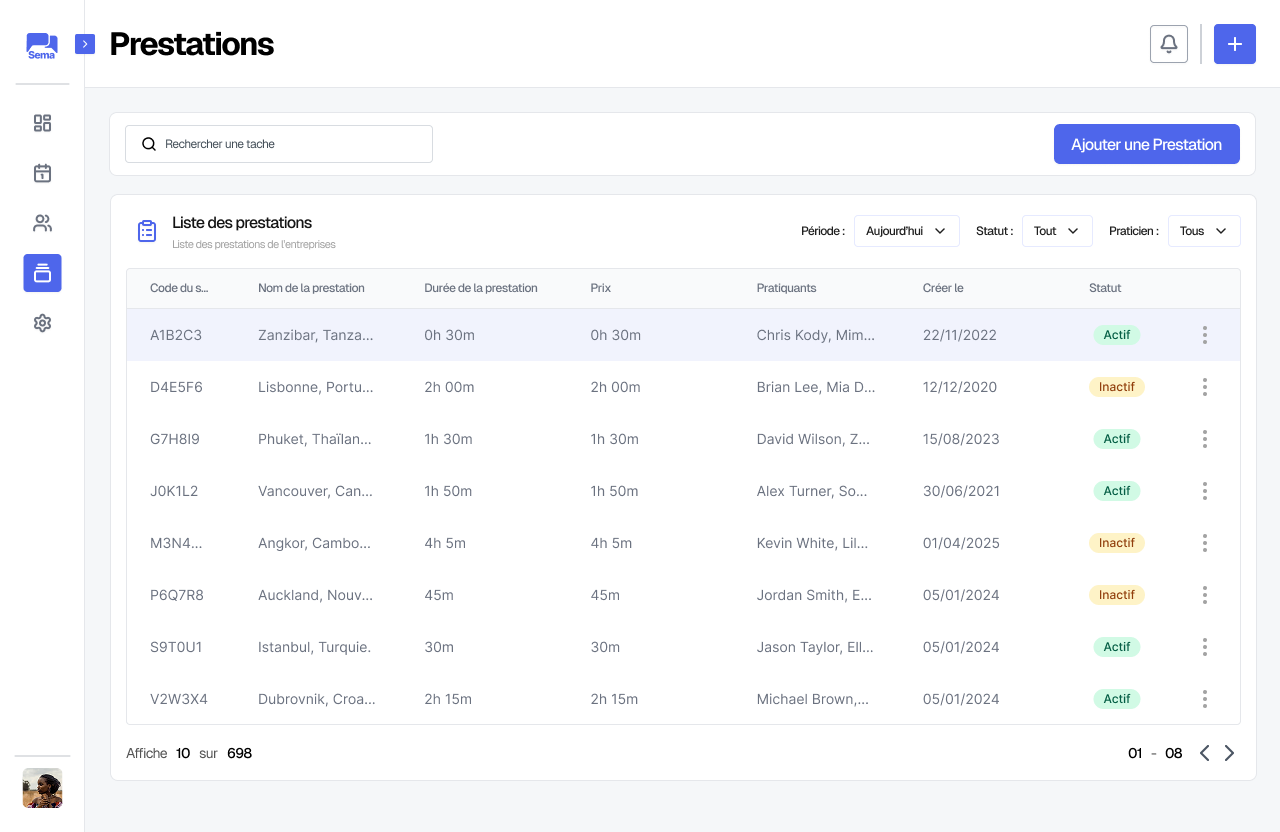 Sema
Prestations
Rechercher une tache
Ajouter une Prestation
Liste des prestations
Liste des prestations de l'entreprises
Période : Aujourd'hui Statut : Tout Praticien : Tous
Code du s... Nom de la prestation Durée de la prestation Prix Pratiquants Créer le Statut
A1B2C3 Zanzibar, Tanza... 0h 30m 0h 30m Chris Kody, Mim... 22/11/2022 Actif
D4E5F6 Lisbonne, Portu... 2h 00m 2h 00m Brian Lee, Mia D... 12/12/2020 Inactif
G7H8I9 Phuket, Thaïlan... 1h 30m 1h 30m David Wilson, Z... 15/08/2023 Actif
J0K1L2 Vancouver, Can... 1h 50m 1h 50m Alex Turner, So... 30/06/2021 Actif
M3N4... Angkor, Cambo... 4h 5m 4h 5m Kevin White, Lil... 01/04/2025 Inactif
P6Q7R8 Auckland, Nouv... 45m 45m Jordan Smith, E... 05/01/2024 Inactif
S9T0U1 Istanbul, Turquie. 30m 30m Jason Taylor, Ell... 05/01/2024 Actif
V2W3X4 Dubrovnik, Croa... 2h 15m 2h 15m Michael Brown,... 05/01/2024 Actif
Affiche 10 sur 698 01 - 08